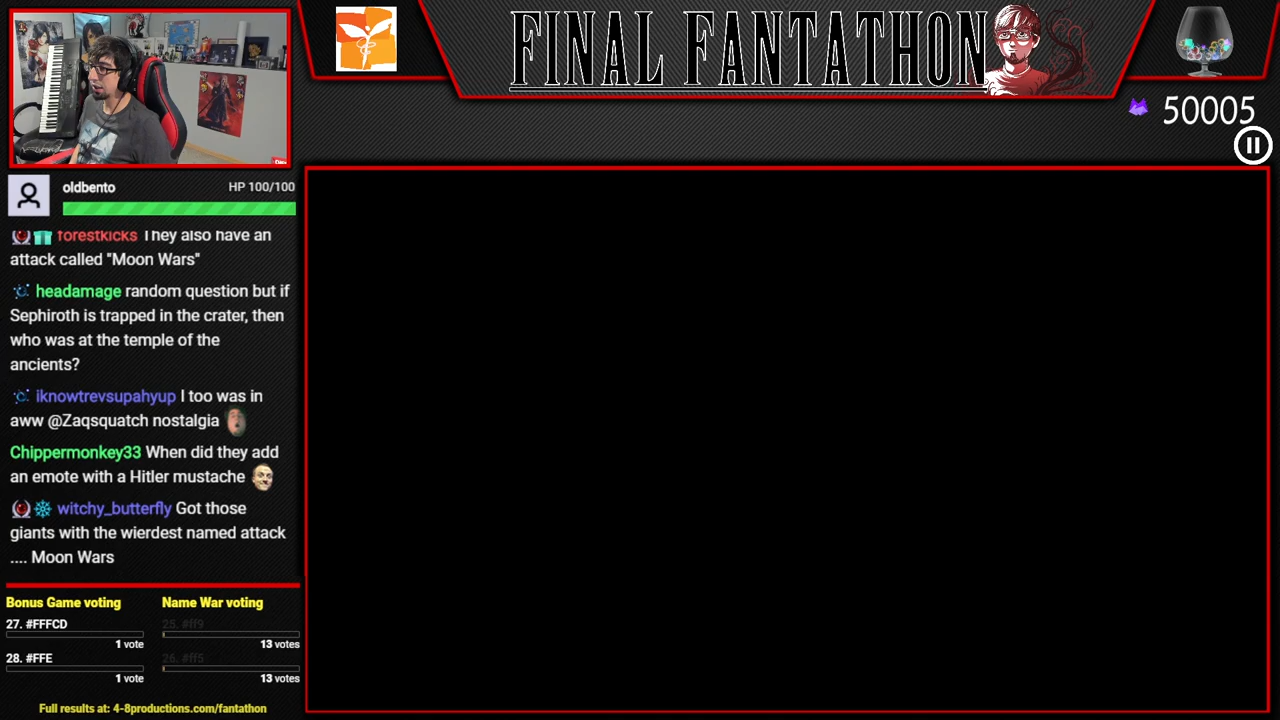 FINAL FANTATHON
50005
oldbento
HP 100/100
forestkicks They also have an
attack called "Moon Wars"
headamage random question but if
Sephiroth is trapped in the crater, then
who was at the temple of the
ancients?
iknowtrevsupahyup I too was in
aww @Zaqsquatch nostalgia
Chippermonkey33 When did they add
an emote with a Hitler mustache
witchy_butterfly Got those
giants with the wierdest named attack
.... Moon Wars
Bonus Game voting
27. #FFFCD
1 vote
28. #FFE
1 vote
Name War voting
25. #ff9
13 votes
26. #ff5
13 votes
Full results at: 4-8productions.com/fantathon